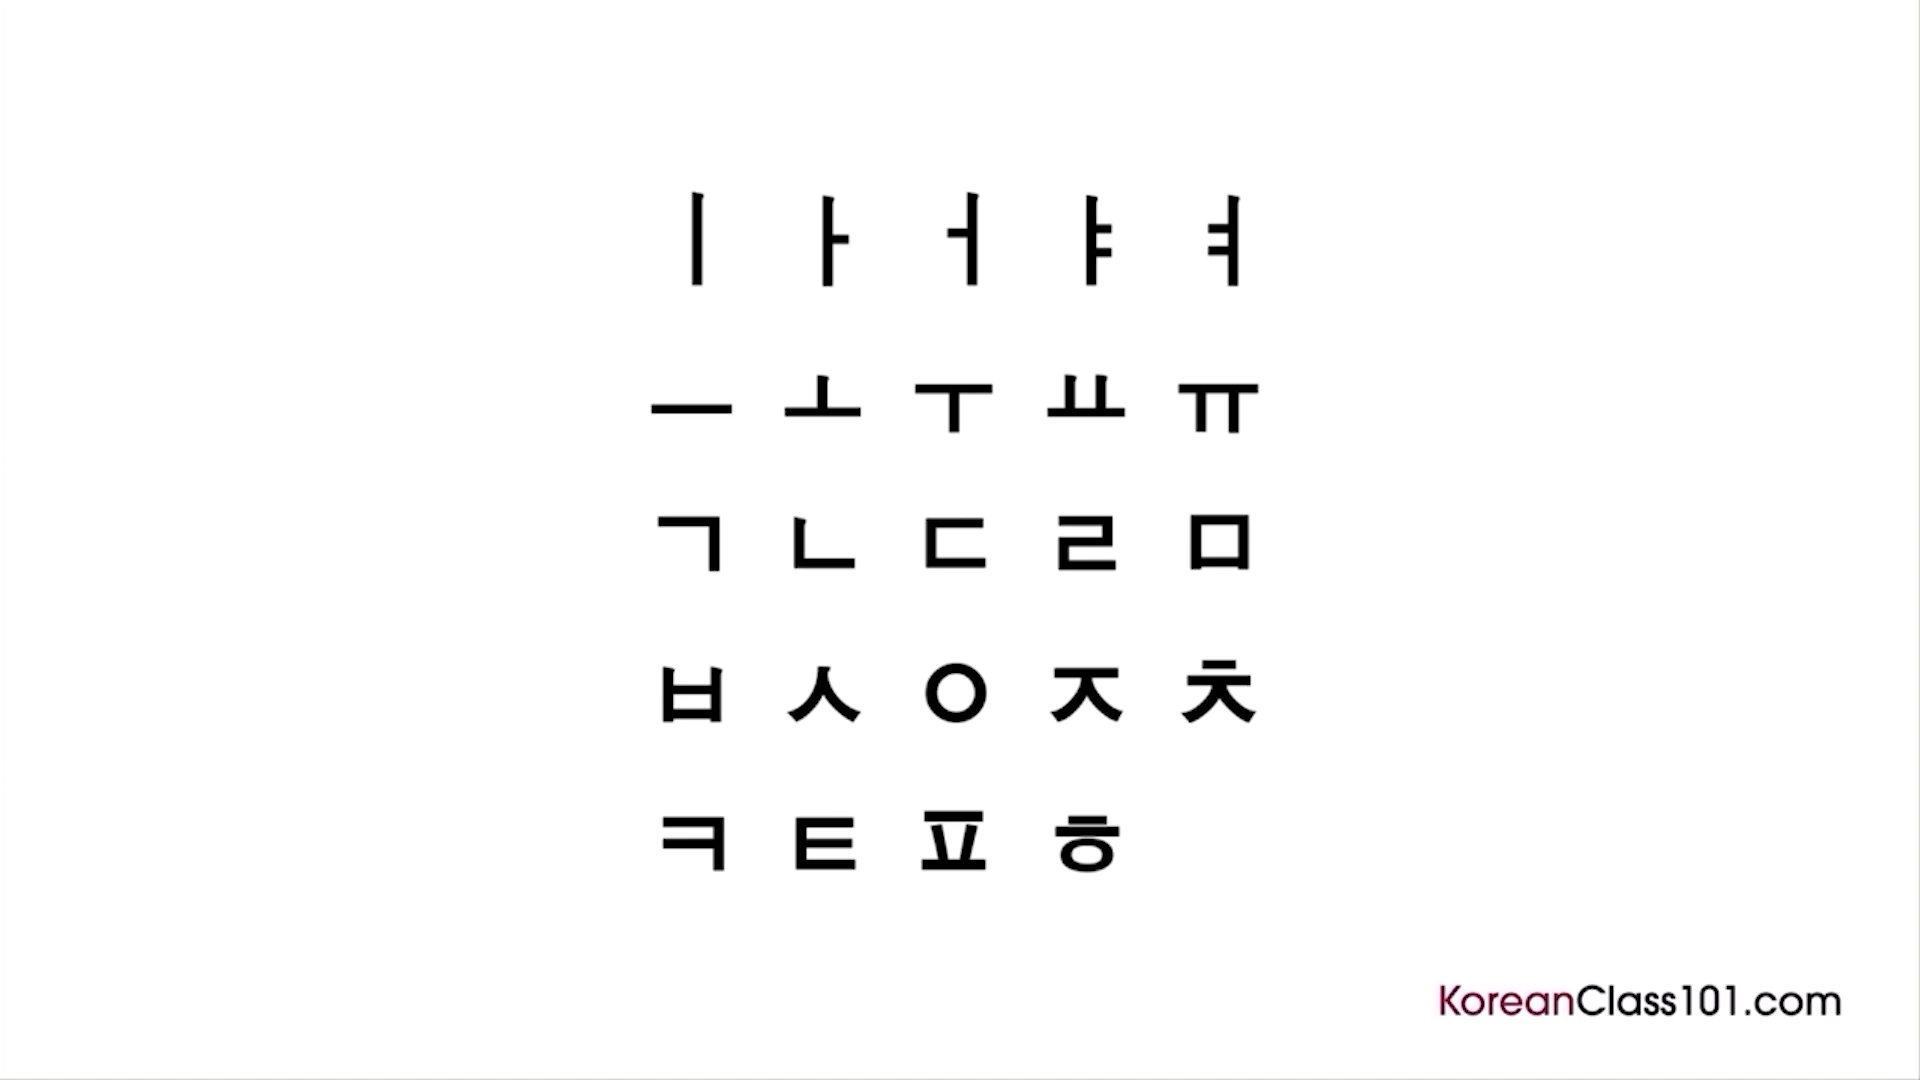 ㅣ ㅏ ㅓ ㅑ ㅕ
ㅡ ㅗ ㅜ ㅛ ㅠ
ㄱ ㄴ ㄷ ㄹ ㅁ
ㅂ ㅅ ㅇ ㅈ ㅊ
ㅋ ㅌ ㅍ ㅎ
KoreanClass101.com